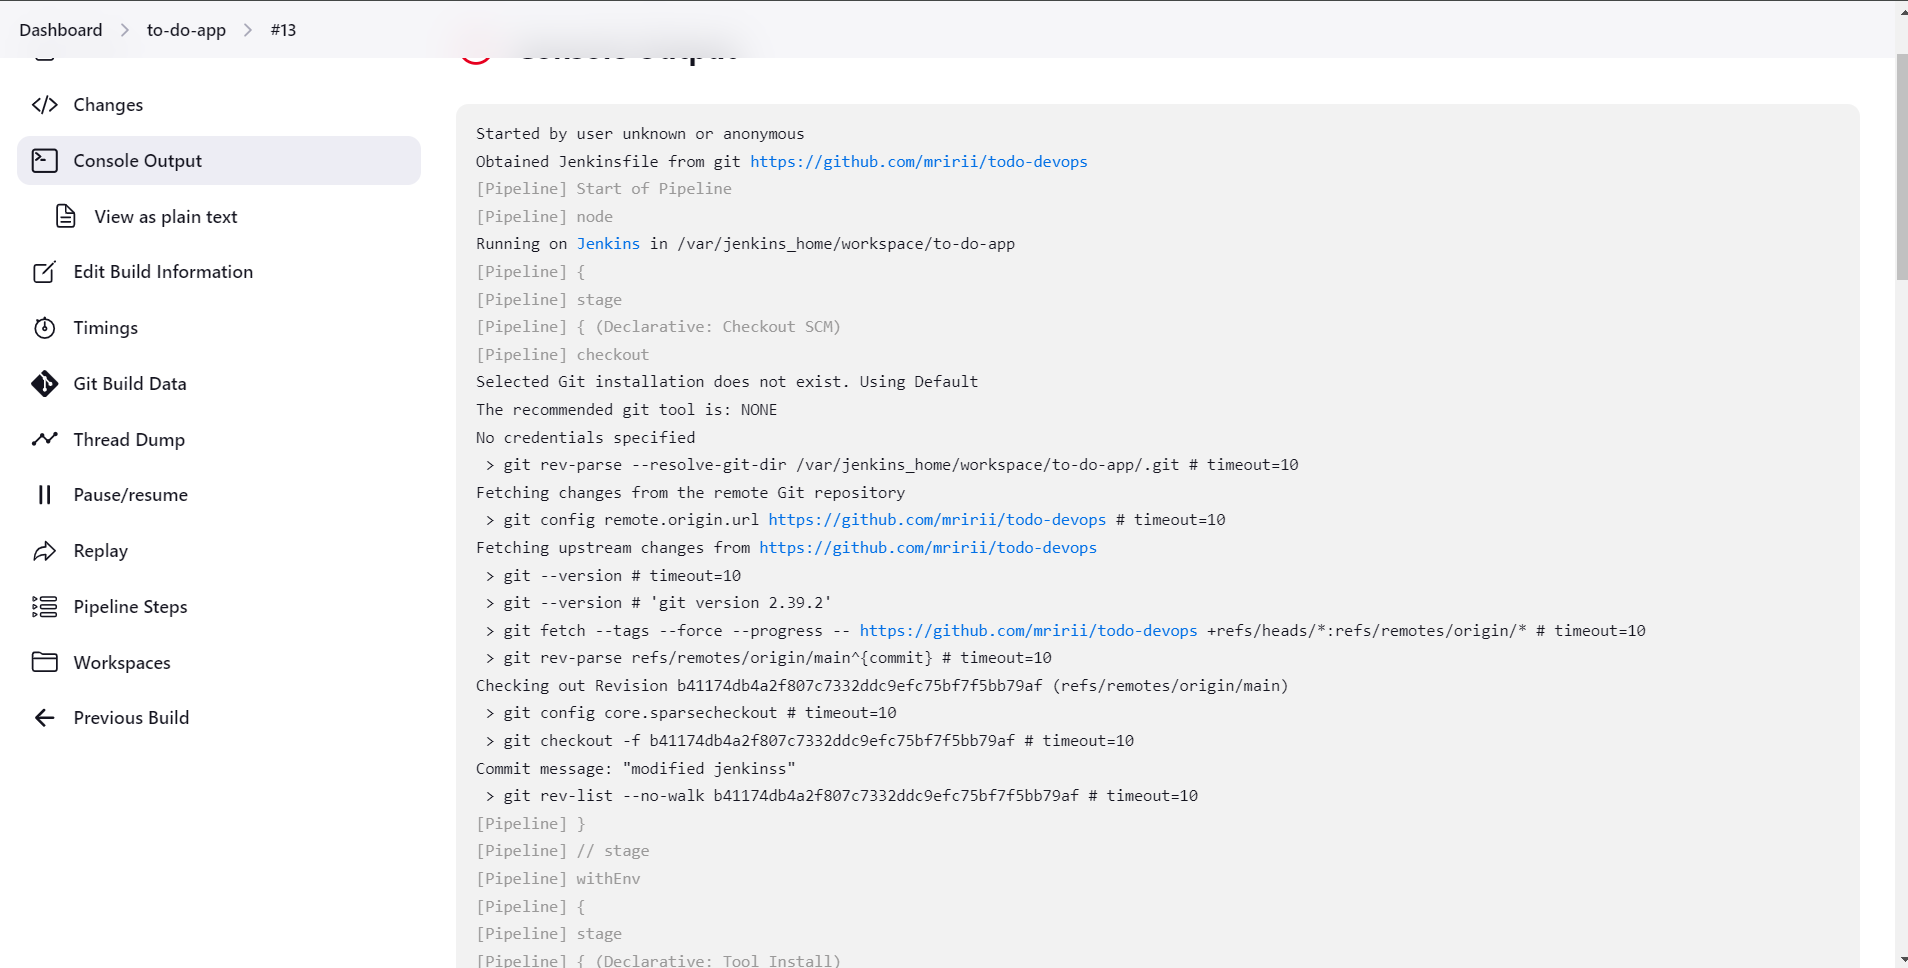 Dashboard > to-do-app > #13
Console Output
Changes
Console Output
View as plain text
Edit Build Information
Timings
Git Build Data
Thread Dump
Pause/resume
Replay
Pipeline Steps
Workspaces
Previous Build
Started by user unknown or anonymous
Obtained Jenkinsfile from git https://github.com/mririi/todo-devops
[Pipeline] Start of Pipeline
[Pipeline] node
Running on Jenkins in /var/jenkins_home/workspace/to-do-app
[Pipeline] {
[Pipeline] stage
[Pipeline] { (Declarative: Checkout SCM)
[Pipeline] checkout
Selected Git installation does not exist. Using Default
The recommended git tool is: NONE
No credentials specified
> git rev-parse --resolve-git-dir /var/jenkins_home/workspace/to-do-app/.git # timeout=10
Fetching changes from the remote Git repository
> git config remote.origin.url https://github.com/mririi/todo-devops # timeout=10
Fetching upstream changes from https://github.com/mririi/todo-devops
> git --version # timeout=10
> git --version # 'git version 2.39.2'
> git fetch --tags --force --progress -- https://github.com/mririi/todo-devops +refs/heads/*:refs/remotes/origin/* # timeout=10
> git rev-parse refs/remotes/origin/main^{commit} # timeout=10
Checking out Revision b41174db4a2f807c7332ddc9efc75bf7f5bb79af (refs/remotes/origin/main)
> git config core.sparsecheckout # timeout=10
> git checkout -f b41174db4a2f807c7332ddc9efc75bf7f5bb79af # timeout=10
Commit message: "modified jenkinss"
> git rev-list --no-walk b41174db4a2f807c7332ddc9efc75bf7f5bb79af # timeout=10
[Pipeline] }
[Pipeline] // stage
[Pipeline] withEnv
[Pipeline] {
[Pipeline] stage
[Pipeline] { (Declarative: Tool Install)